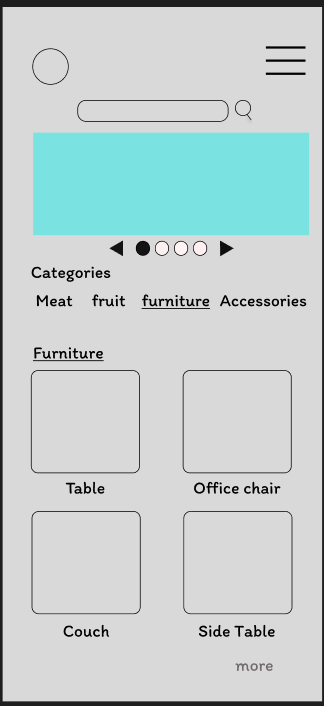 Categories
Meat fruit furniture Accessories
Furniture
Table Office chair
Couch Side Table
more